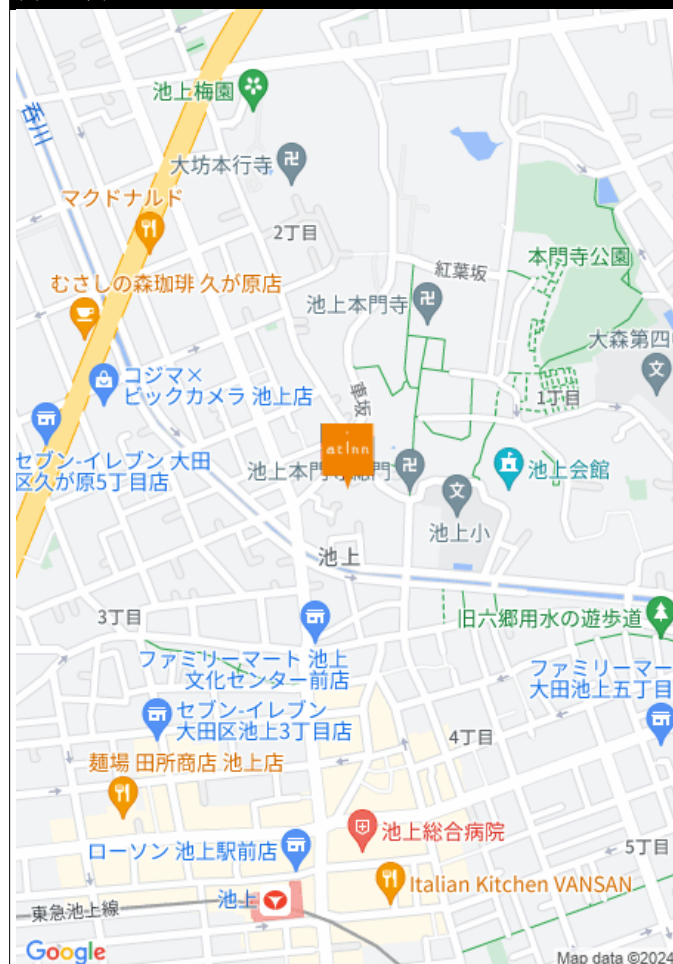 池上梅園
呑川
大坊本行寺
マクドナルド
2丁目
本門寺公園
紅葉坂
むさしの森珈琲 久が原店
池上本門寺
大森第四
コジマ×
ビックカメラ 池上店
車坂
1丁目
atinn
セブン-イレブン 大田
区久が原5丁目店
池上本門
門
池上会館
池上小
池上
3丁目
旧六郷用水の遊歩道
ファミリーマート 池上
文化センター前店
ファミリーマー
大田池上五丁目
セブン-イレブン
大田区池上3丁目店
4丁目
麺場 田所商店 池上店
池上総合病院
ローソン 池上駅前店
5丁目
Italian Kitchen VANSAN
池上
東急池上線
Google
Map data ©2024